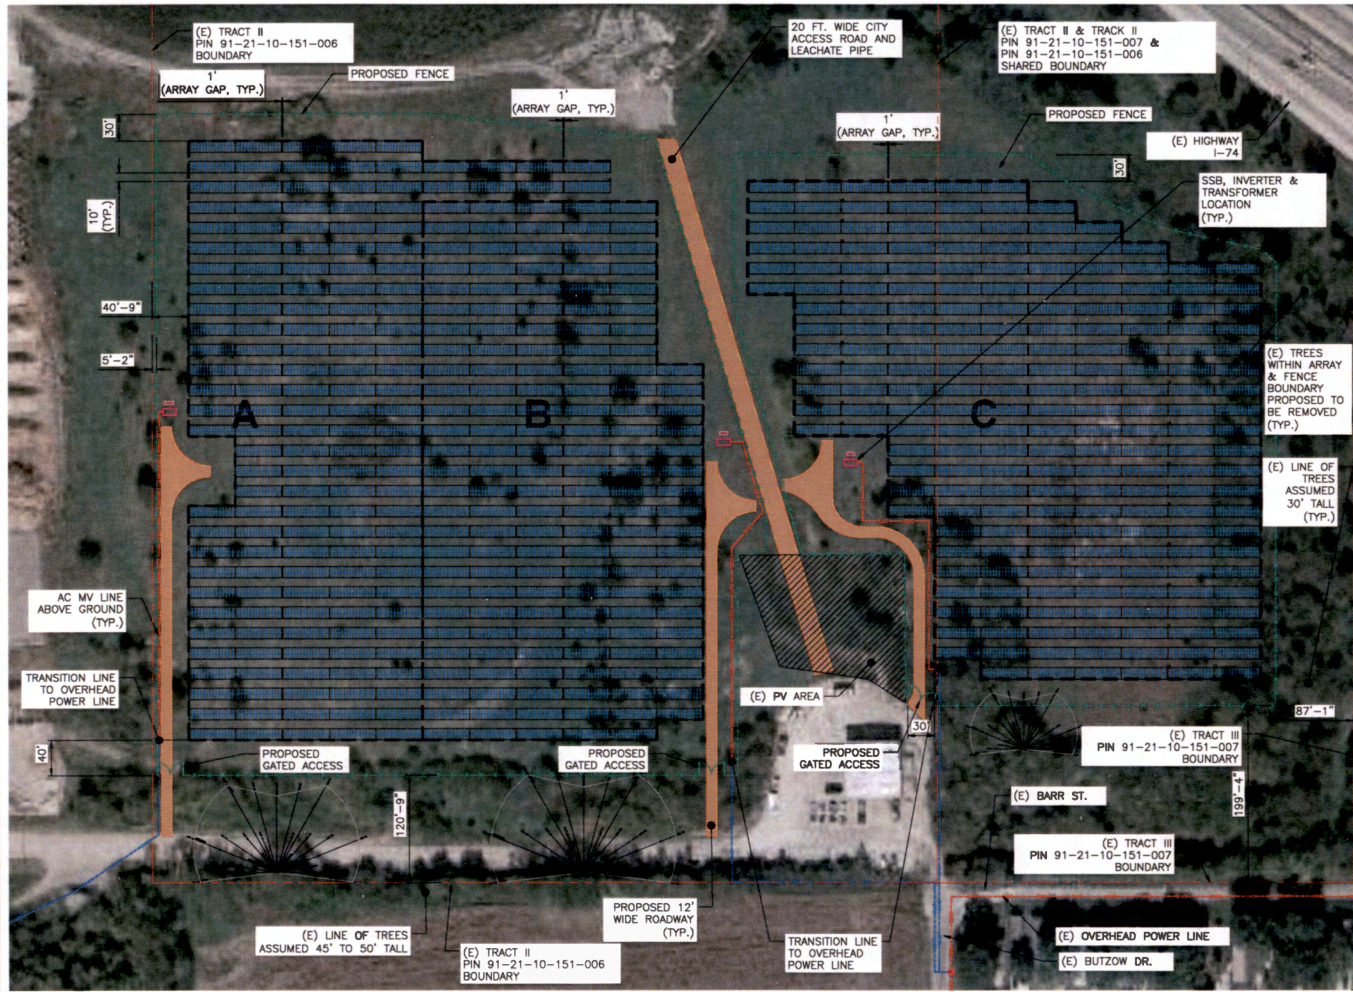 (E) TRACT II
PIN 91-21-10-151-006
BOUNDARY
1'
(ARRAY GAP, TYP.)
PROPOSED FENCE
1'
(ARRAY GAP, TYP.)
20 FT. WIDE CITY
ACCESS ROAD AND
LEACHATE PIPE
(E) TRACT II & TRACK II
PIN 91-21-10-151-007 &
PIN 91-21-10-151-006
SHARED BOUNDARY
1'
(ARRAY GAP, TYP.)
PROPOSED FENCE
(E) HIGHWAY
I-74
30'
30'
SSB, INVERTER &
TRANSFORMER
LOCATION
(TYP.)
10'
(TYP.)
40'-9"
5'-2"
(E) TREES
WITHIN ARRAY
& FENCE
BOUNDARY
PROPOSED TO
BE REMOVED
(TYP.)
A
B
C
(E) LINE OF
TREES
ASSUMED
30' TALL
(TYP.)
AC MV LINE
ABOVE GROUND
(TYP.)
TRANSITION LINE
TO OVERHEAD
POWER LINE
(E) PV AREA
30'
87'-1"
40'
PROPOSED
GATED ACCESS
PROPOSED
GATED ACCESS
PROPOSED
GATED ACCESS
(E) TRACT III
PIN 91-21-10-151-007
BOUNDARY
120'-9"
199'-4"
(E) BARR ST.
(E) TRACT III
PIN 91-21-10-151-007
BOUNDARY
PROPOSED 12'
WIDE ROADWAY
(TYP.)
(E) LINE OF TREES
ASSUMED 45' TO 50' TALL
(E) TRACT II
PIN 91-21-10-151-006
BOUNDARY
TRANSITION LINE
TO OVERHEAD
POWER LINE
(E) OVERHEAD POWER LINE
(E) BUTZOW DR.